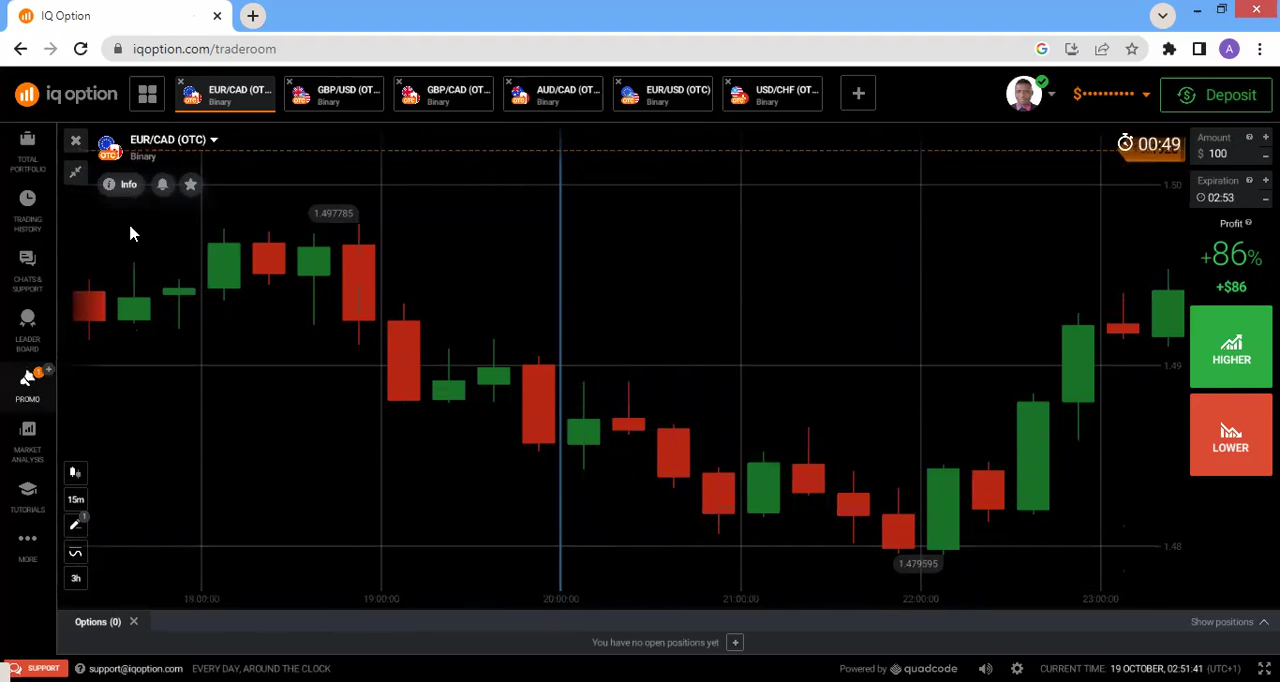 IQ Option
iqoption.com/traderoom
A
iq option
EUR/CAD (OT...
Binary
GBP/USD (OT...
Binary
GBP/CAD (OT...
Binary
AUD/CAD (OT...
Binary
EUR/USD (OTC)
Binary
USD/CHF (OT...
Binary
$**********
Deposit
TOTAL
PORTFOLIO
TRADING
HISTORY
CHATS &
SUPPORT
LEADER
BOARD
1
PROMO
MARKET
ANALYSIS
TUTORIALS
MORE
EUR/CAD (OTC)
OTC
Binary
Info
1.497785
00:49
1.50
1.49
1.48
1.479595
15m
1
3h
18:00:00
19:00:00
20:00:00
21:00:00
22:00:00
23:00:00
Amount
$ 100
Expiration
02:53
Profit
+86%
+$86
HIGHER
LOWER
Options (0)
Show positions
You have no open positions yet
SUPPORT
support@iqoption.com
EVERY DAY, AROUND THE CLOCK
Powered by quadcode
CURRENT TIME: 19 OCTOBER, 02:51:41 (UTC+1)